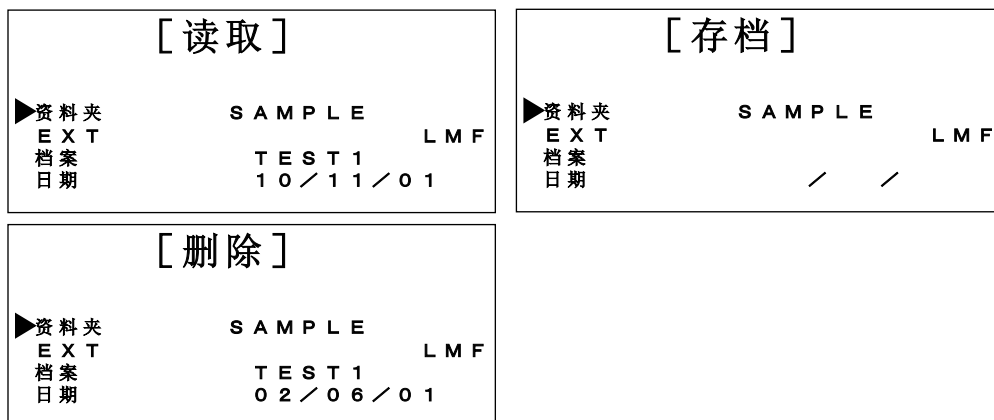 ［读取］
▶资料夹 SAMPLE
EXT LMF
档案 TEST1
日期 10／11／01
［存档］
▶资料夹 SAMPLE
EXT LMF
档案
日期 ／ ／
［删除］
▶资料夹 SAMPLE
EXT LMF
档案 TEST1
日期 02／06／01